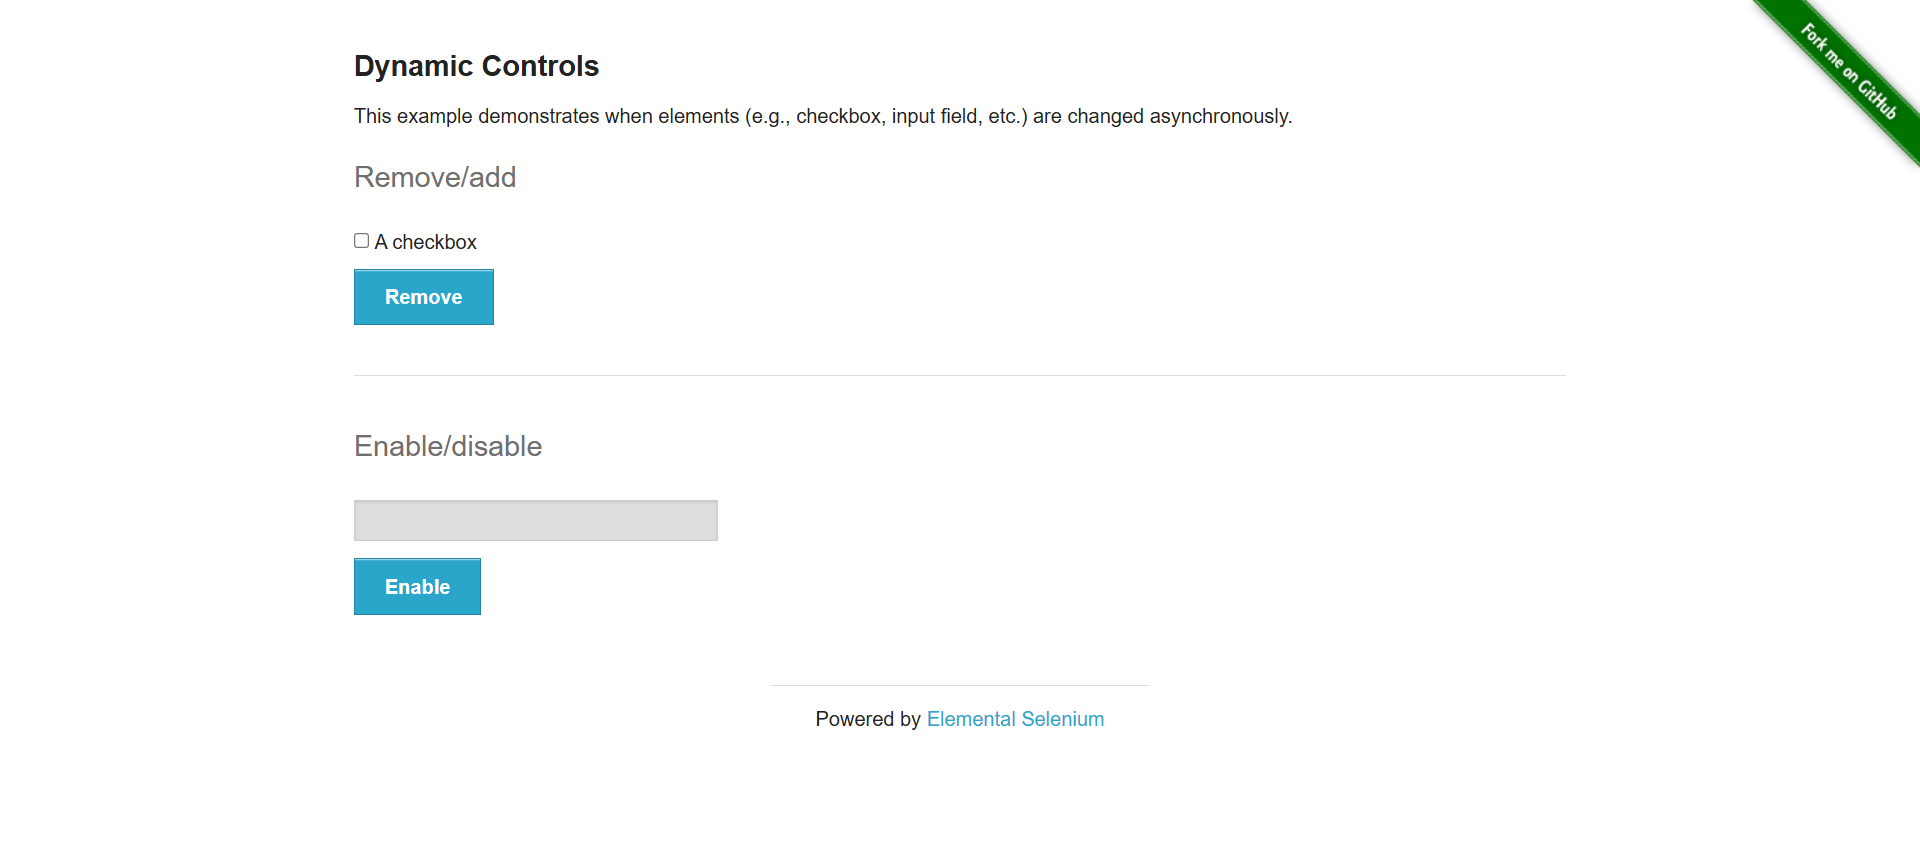 Fork me on GitHub
Dynamic Controls
This example demonstrates when elements (e.g., checkbox, input field, etc.) are changed asynchronously.
Remove/add
A checkbox
Remove
Enable/disable
Enable
Powered by Elemental Selenium